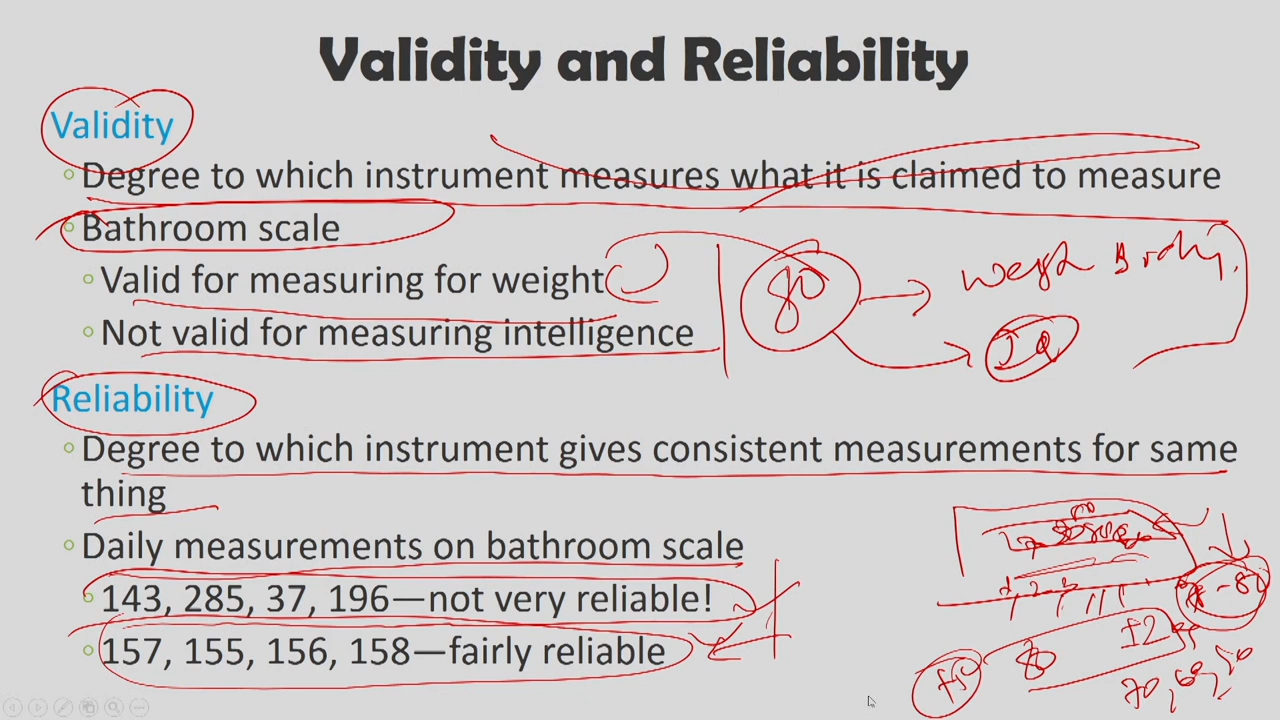 Validity and Reliability
Validity
◦ Degree to which instrument measures what it is claimed to measure
◦ Bathroom scale
◦ Valid for measuring for weight
◦ Not valid for measuring intelligence
80
Weigh
Reliability
◦ Degree to which instrument gives consistent measurements for same
thing
◦ Daily measurements on bathroom scale
◦ 143, 285, 37, 196—not very reliable!
◦ 157, 155, 156, 158—fairly reliable
80
±2